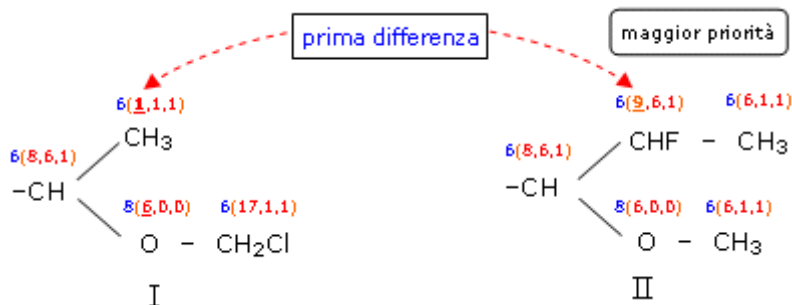 prima differenza
maggior priorità
6(1,1,1)
CH₃
6(8,6,1)
–CH
8(6,0,0) 6(17,1,1)
O – CH₂Cl
I
6(9,6,1) 6(6,1,1)
CHF – CH₃
6(8,6,1)
–CH
8(6,0,0) 6(6,1,1)
O – CH₃
II